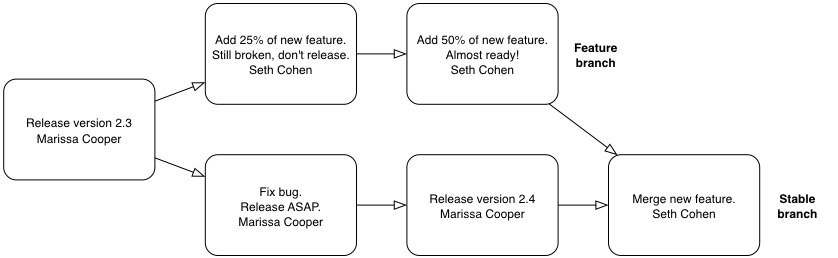 Add 25% of new feature.
Still broken, don't release.
Seth Cohen
Add 50% of new feature.
Almost ready!
Seth Cohen
Feature
branch
Release version 2.3
Marissa Cooper
Fix bug.
Release ASAP.
Marissa Cooper
Release version 2.4
Marissa Cooper
Merge new feature.
Seth Cohen
Stable
branch